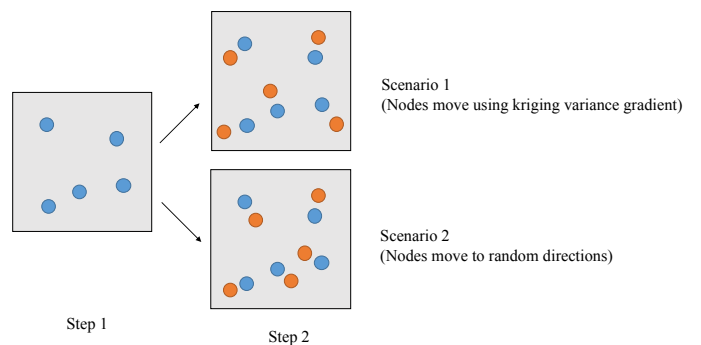 Scenario 1
(Nodes move using kriging variance gradient)
Scenario 2
(Nodes move to random directions)
Step 1
Step 2